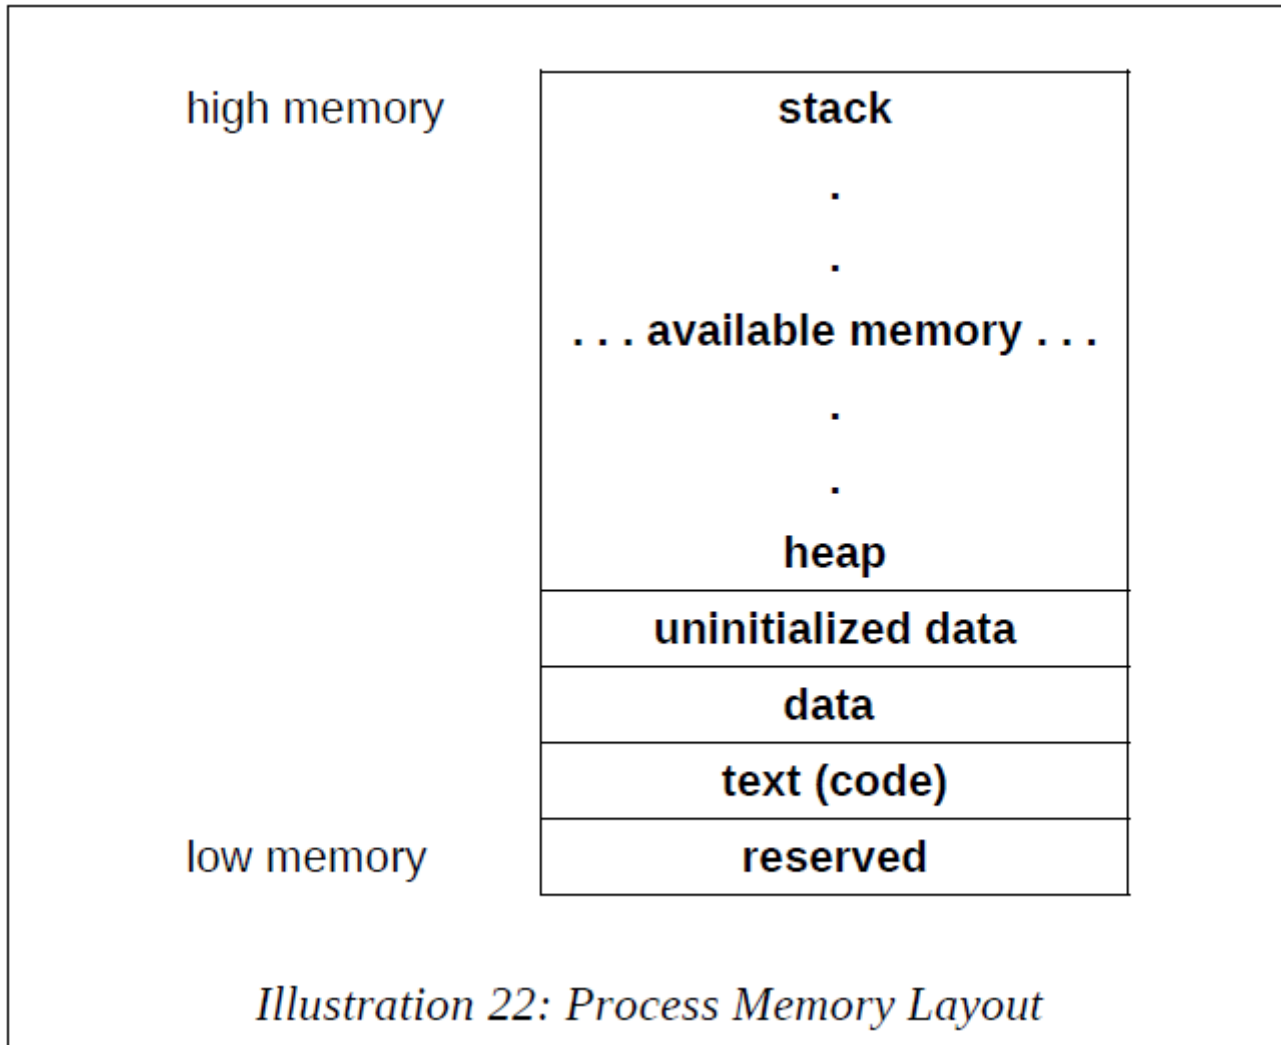 high memory
stack
.
.
. . . available memory . . .
.
.
heap
uninitialized data
data
text (code)
low memory
reserved
Illustration 22: Process Memory Layout